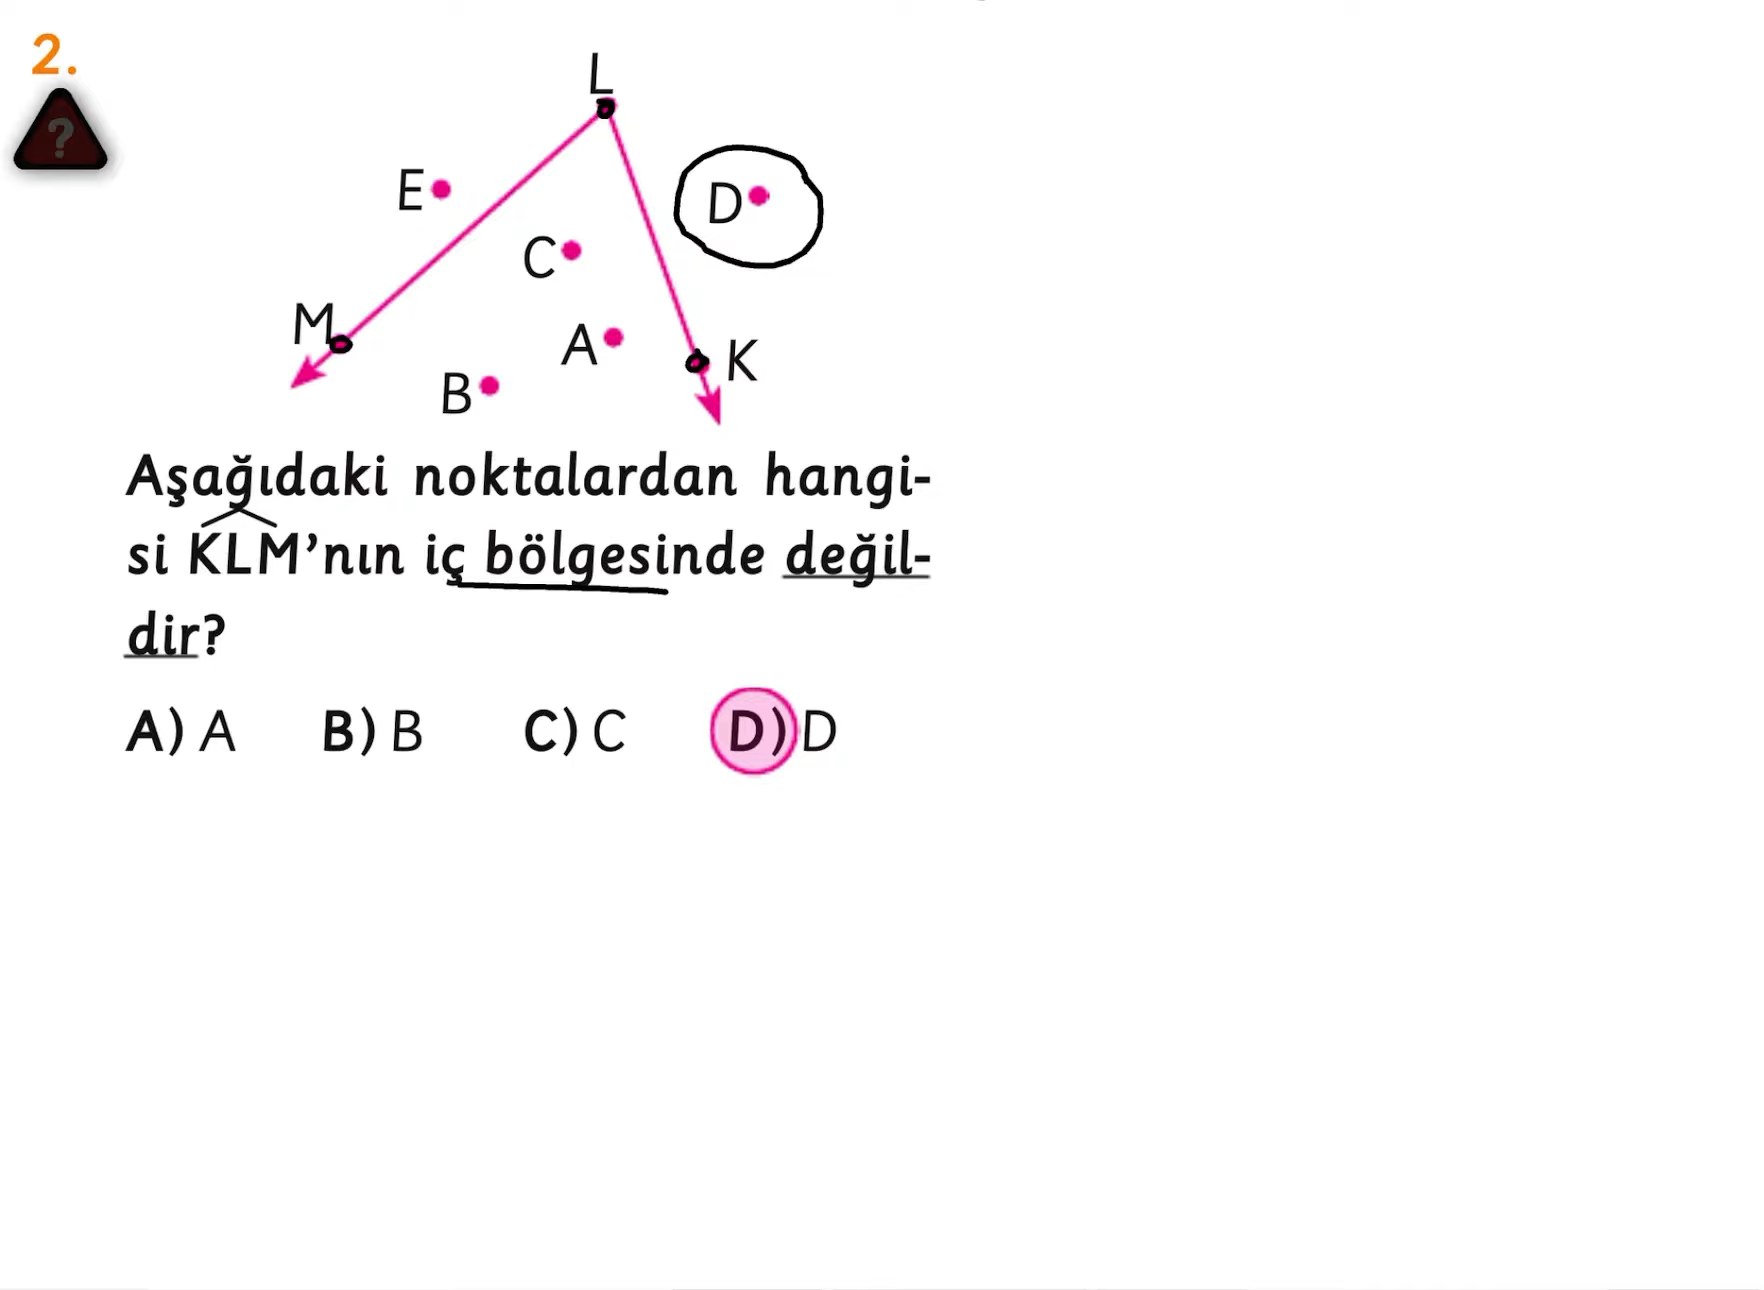 2.
?
L
E
D
C
M
A
K
B
Aşağıdaki noktalardan hangi-
si KLM’nın iç bölgesinde değil-
dir?
A) A B) B C) C D) D